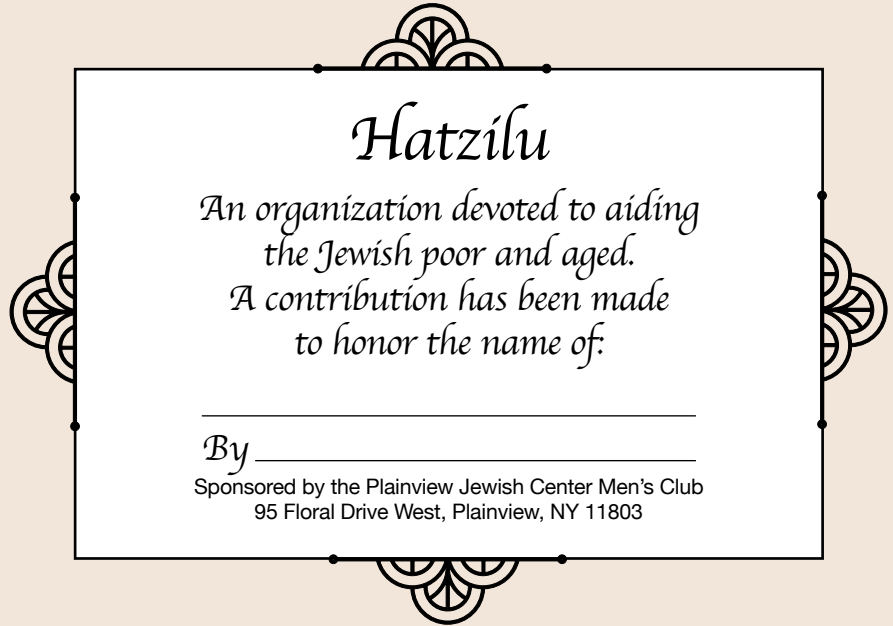 Hatzilu
An organization devoted to aiding
the Jewish poor and aged.
A contribution has been made
to honor the name of:
By
Sponsored by the Plainview Jewish Center Men’s Club
95 Floral Drive West, Plainview, NY 11803